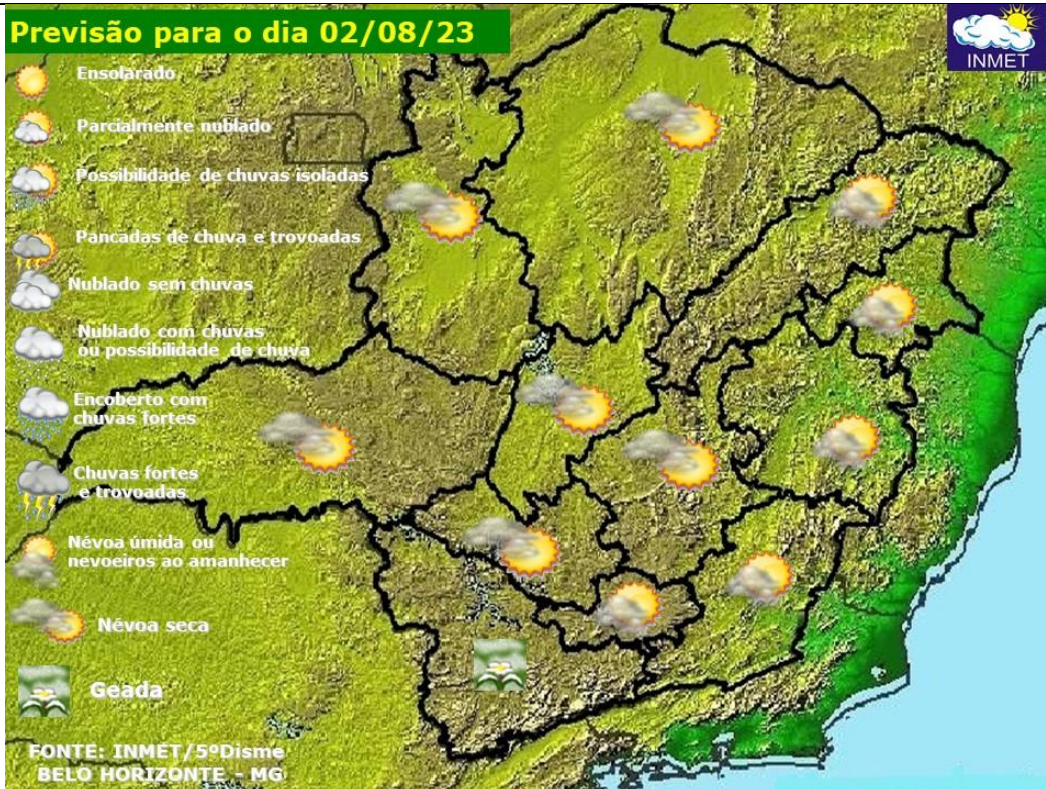 Previsão para o dia 02/08/23
INMET
Ensolarado
Parcialmente nublado
Possibilidade de chuvas isoladas
Pancadas de chuva e trovoadas
Nublado sem chuvas
Nublado com chuvas
ou possibilidade de chuva
Encoberto com
chuvas fortes
Chuvas fortes
e trovoadas
Névoa úmida ou
nevoeiros ao amanhecer
Névoa seca
Geada
FONTE: INMET/5ºDisme
BELO HORIZONTE - MG